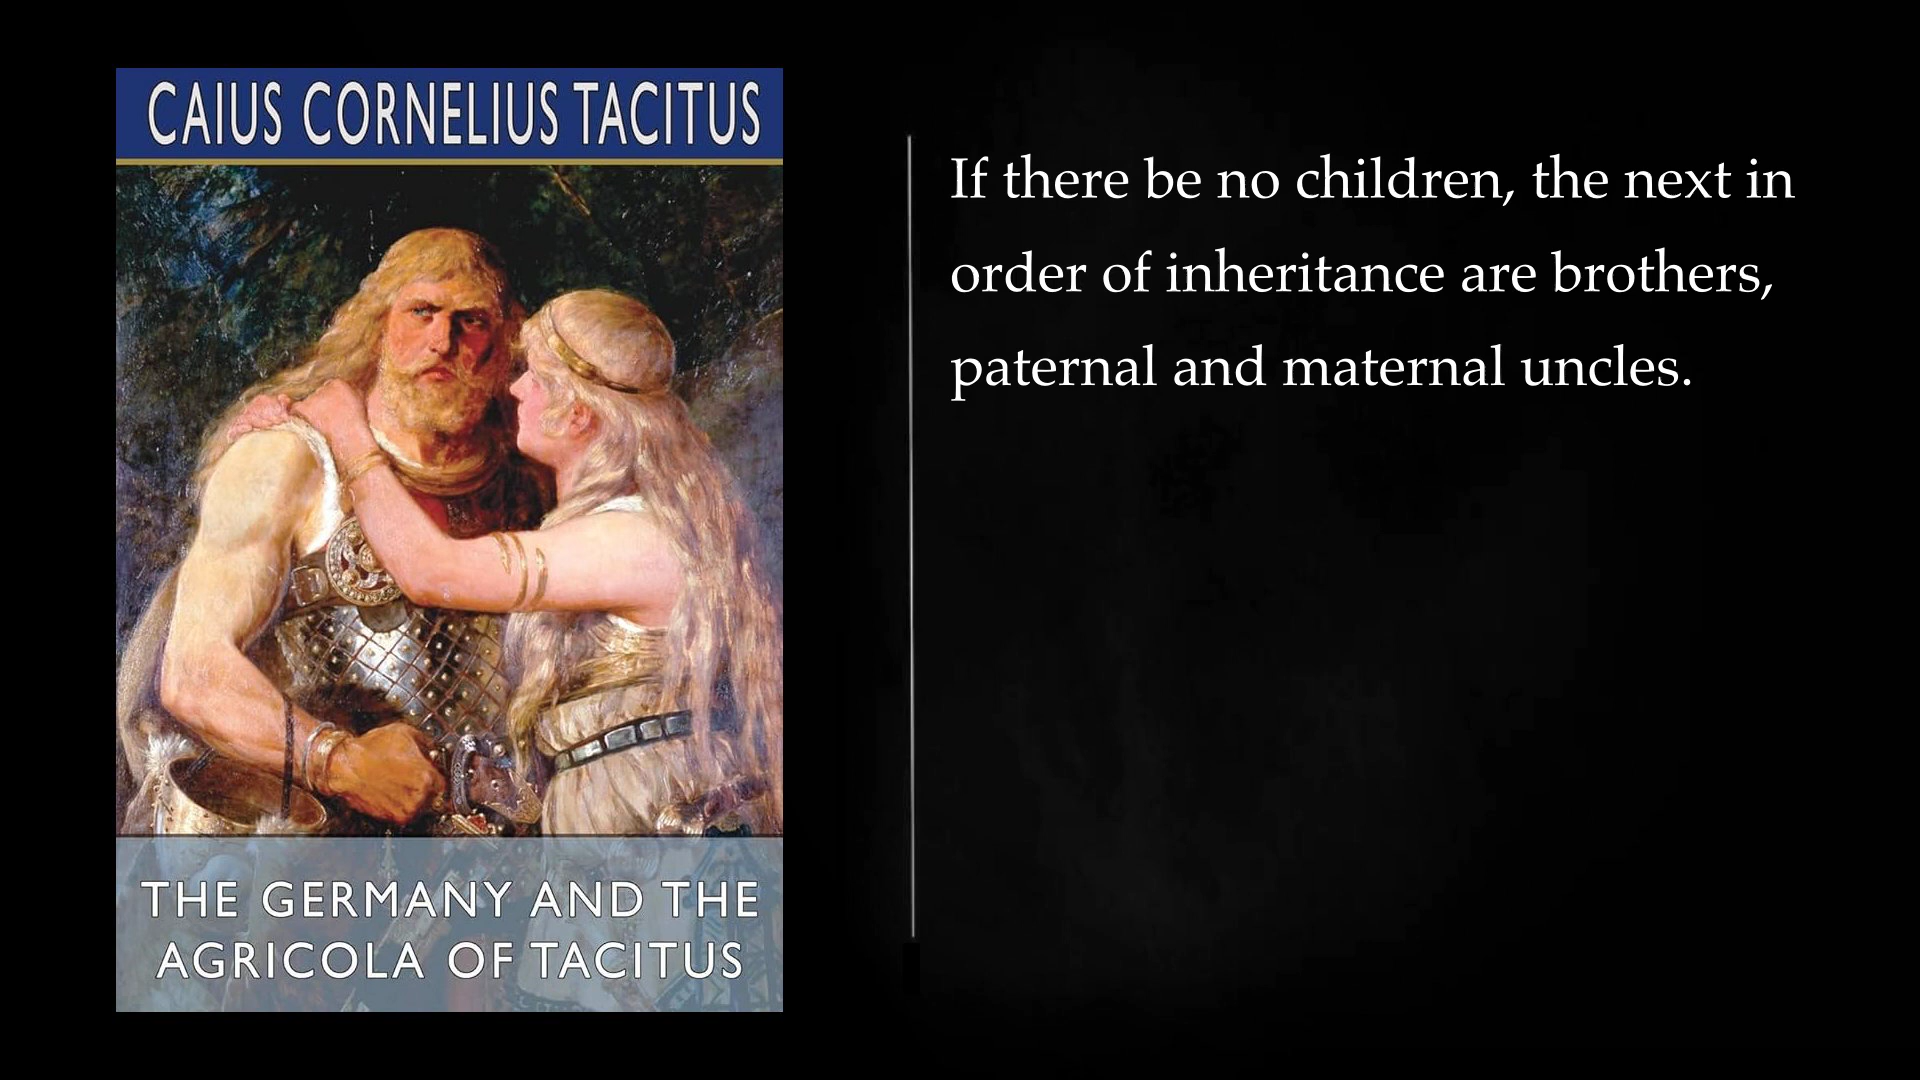 CAIUS CORNELIUS TACITUS
THE GERMANY AND THE
AGRICOLA OF TACITUS
If there be no children, the next in
order of inheritance are brothers,
paternal and maternal uncles.